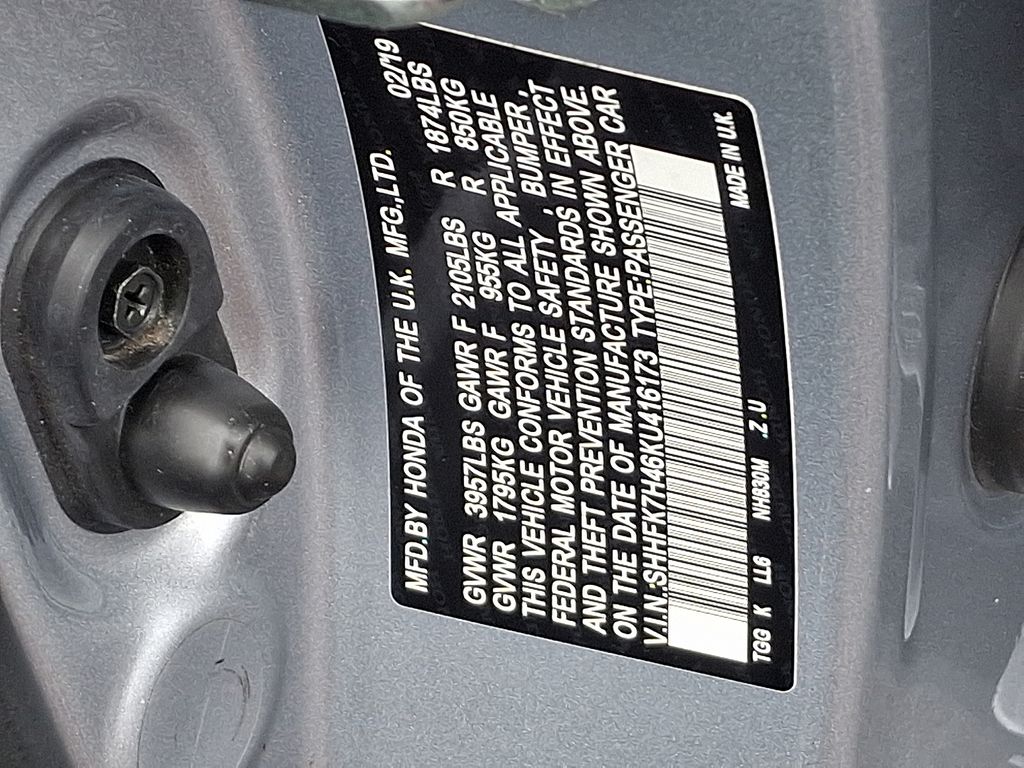 MFD.BY HONDA OF THE U.K. MFG.,LTD. 02/'19
GVWR 3957LBS GAWR F 2105LBS R 1874LBS
GVWR 1795KG GAWR F 955KG R 850KG
THIS VEHICLE CONFORMS TO ALL APPLICABLE
FEDERAL MOTOR VEHICLE SAFETY , BUMPER ,
AND THEFT PREVENTION STANDARDS IN EFFECT
ON THE DATE OF MANUFACTURE SHOWN ABOVE.
V.I.N.:SHHFK7H46KU416173 TYPE:PASSENGER CAR
TGG K LL6 NH830M .Z.U MADE IN U.K.